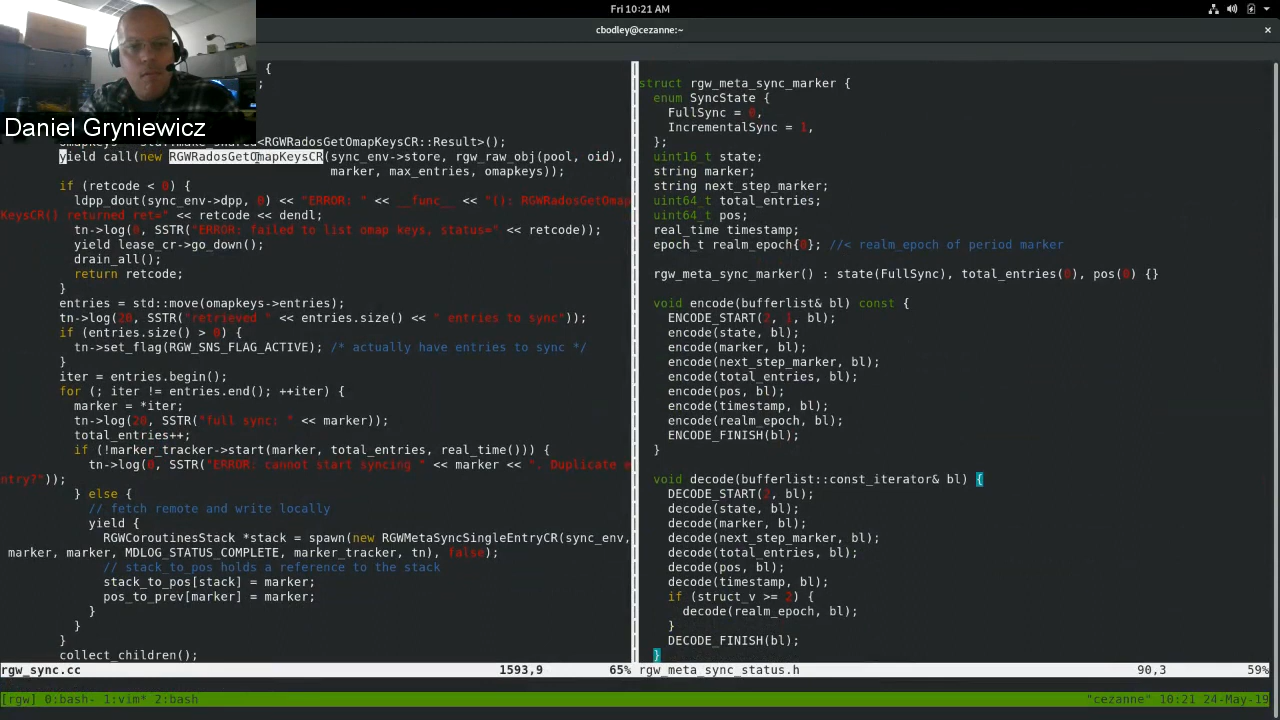 Fri 10:21 AM
cbodley@cezanne:~
×
Daniel Gryniewicz
{
;
omapkeys = std::make_shared<RGWRadosGetOmapKeysCR::Result>();
yield call(new RGWRadosGetOmapKeysCR(sync_env->store, rgw_raw_obj(pool, oid),
marker, max_entries, omapkeys));
if (retcode < 0) {
ldpp_dout(sync_env->dpp, 0) << "ERROR: " << __func__ << "(): RGWRadosGetOmap
KeysCR() returned ret=" << retcode << dendl;
tn->log(0, SSTR("ERROR: failed to list omap keys, status=" << retcode));
yield lease_cr->go_down();
drain_all();
return retcode;
}
entries = std::move(omapkeys->entries);
tn->log(20, SSTR("retrieved " << entries.size() << " entries to sync"));
if (entries.size() > 0) {
tn->set_flag(RGW_SNS_FLAG_ACTIVE); /* actually have entries to sync */
}
iter = entries.begin();
for (; iter != entries.end(); ++iter) {
marker = *iter;
tn->log(20, SSTR("full sync: " << marker));
total_entries++;
if (!marker_tracker->start(marker, total_entries, real_time())) {
tn->log(0, SSTR("ERROR: cannot start syncing " << marker << ". Duplicate e
ntry?"));
} else {
// fetch remote and write locally
yield {
RGWCoroutinesStack *stack = spawn(new RGWMetaSyncSingleEntryCR(sync_env,
marker, marker, MDLOG_STATUS_COMPLETE, marker_tracker, tn), false);
// stack_to_pos holds a reference to the stack
stack_to_pos[stack] = marker;
pos_to_prev[marker] = marker;
}
}
}
collect_children();
rgw_sync.cc 1593,9 65%
struct rgw_meta_sync_marker {
enum SyncState {
FullSync = 0,
IncrementalSync = 1,
};
uint16_t state;
string marker;
string next_step_marker;
uint64_t total_entries;
uint64_t pos;
real_time timestamp;
epoch_t realm_epoch{0}; //< realm_epoch of period marker
rgw_meta_sync_marker() : state(FullSync), total_entries(0), pos(0) {}
void encode(bufferlist& bl) const {
ENCODE_START(2, 1, bl);
encode(state, bl);
encode(marker, bl);
encode(next_step_marker, bl);
encode(total_entries, bl);
encode(pos, bl);
encode(timestamp, bl);
encode(realm_epoch, bl);
ENCODE_FINISH(bl);
}
void decode(bufferlist::const_iterator& bl) {
DECODE_START(2, bl);
decode(state, bl);
decode(marker, bl);
decode(next_step_marker, bl);
decode(total_entries, bl);
decode(pos, bl);
decode(timestamp, bl);
if (struct_v >= 2) {
decode(realm_epoch, bl);
}
DECODE_FINISH(bl);
}
rgw_meta_sync_status.h 90,3 59%
[rgw] 0:bash- 1:vim* 2:bash "cezanne" 10:21 24-May-19